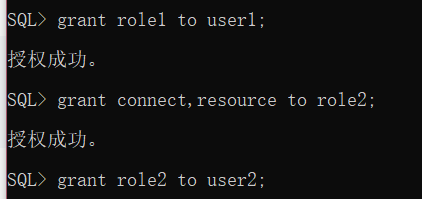 SQL> grant role1 to user1;
授权成功。
SQL> grant connect,resource to role2;
授权成功。
SQL> grant role2 to user2;